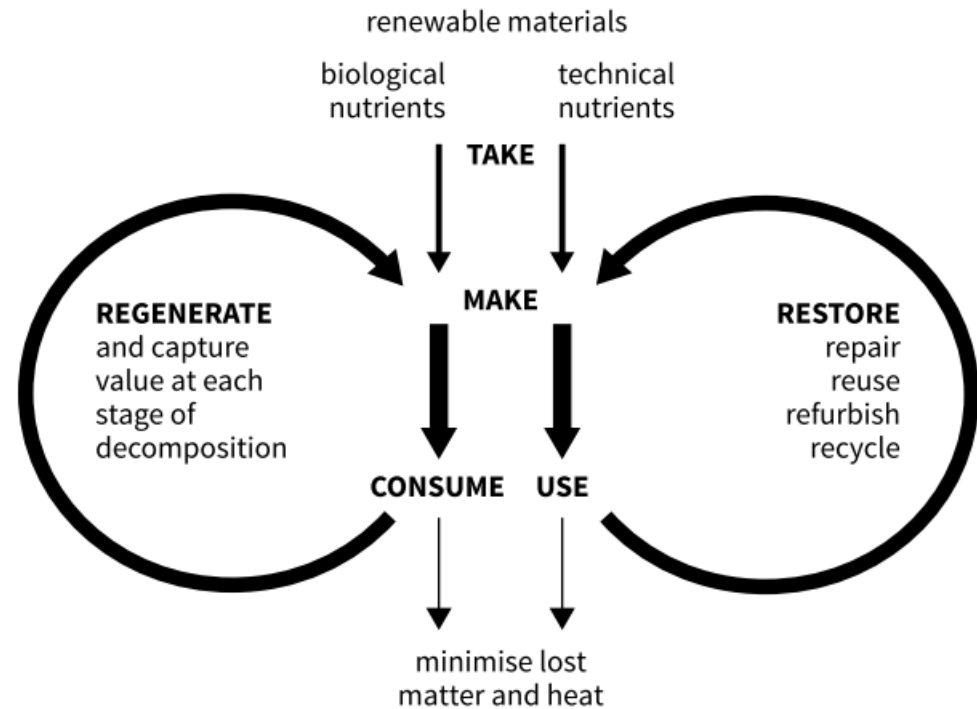 renewable materials
biological
nutrients
technical
nutrients
TAKE
MAKE
REGENERATE
and capture
value at each
stage of
decomposition
RESTORE
repair
reuse
refurbish
recycle
CONSUME
USE
minimise lost
matter and heat